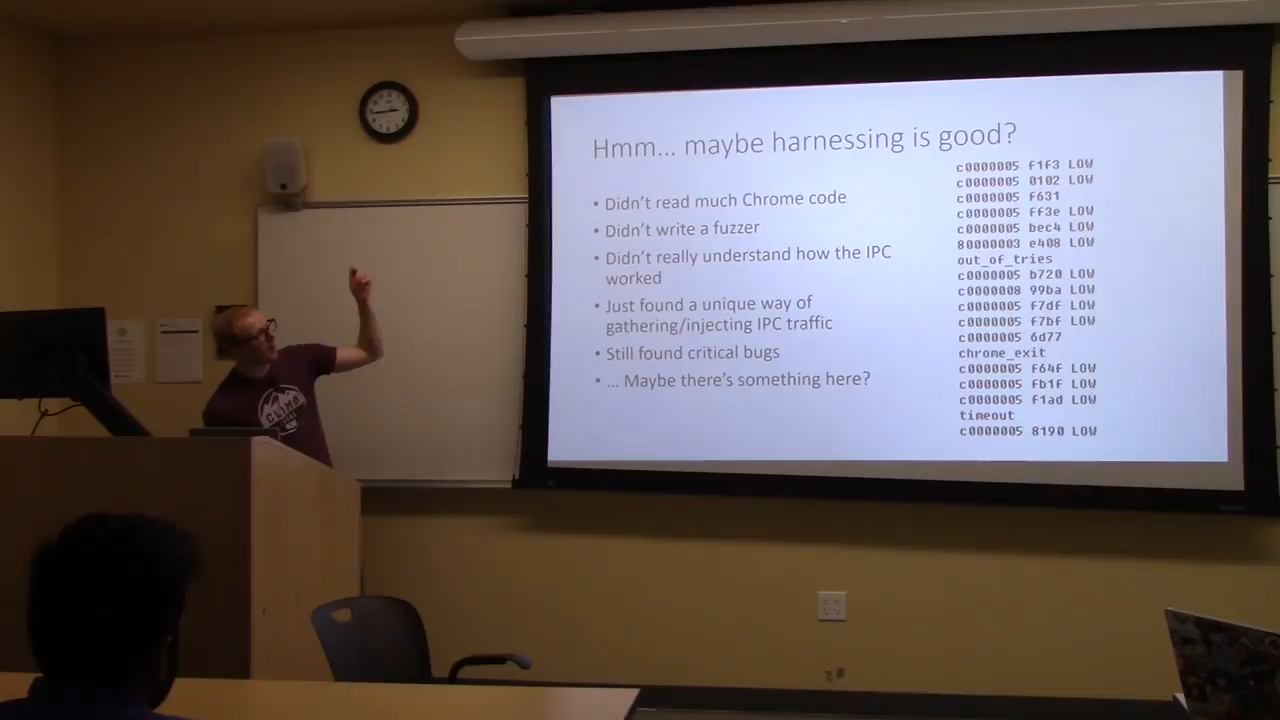 Hmm... maybe harnessing is good?
• Didn't read much Chrome code
• Didn't write a fuzzer
• Didn't really understand how the IPC
worked
• Just found a unique way of
gathering/injecting IPC traffic
• Still found critical bugs
• ... Maybe there's something here?
c0000005 f1f3 LOW
c0000005 0102 LOW
c0000005 f631
c0000005 ff3e LOW
c0000005 bec4 LOW
80000003 e408 LOW
out_of_tries
c0000005 b720 LOW
c0000008 99ba LOW
c0000005 f7df LOW
c0000005 f7bf LOW
c0000005 6d77
chrome_exit
c0000005 f64f LOW
c0000005 fb1f LOW
c0000005 f1ad LOW
timeout
c0000005 8190 LOW
CLIMB